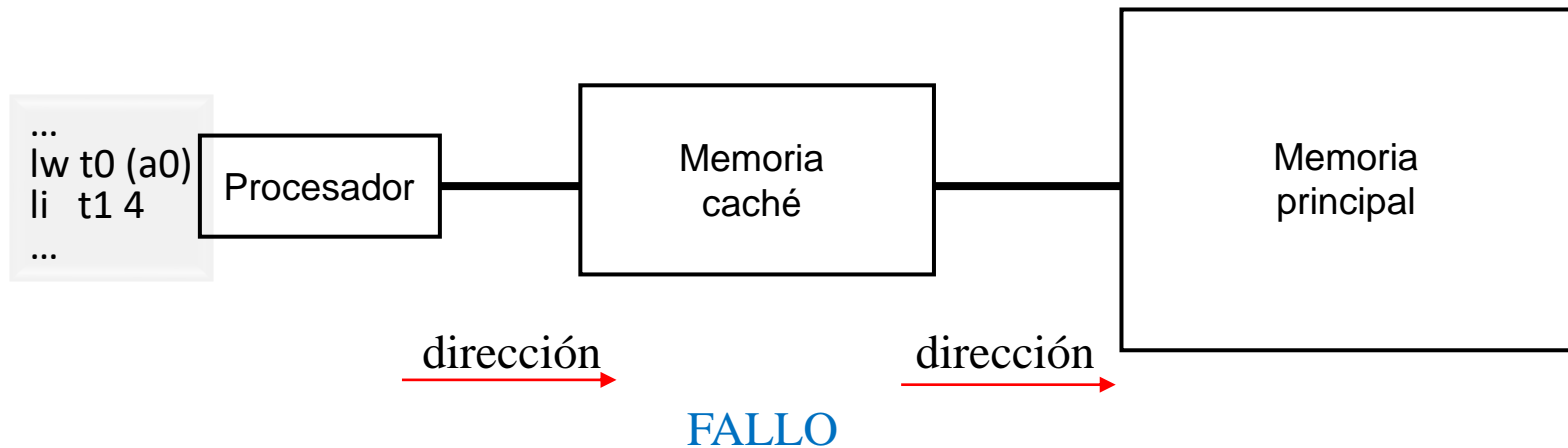 ...
lw t0 (a0)
li t1 4
...
Procesador
Memoria
caché
Memoria
principal
dirección
dirección
FALLO